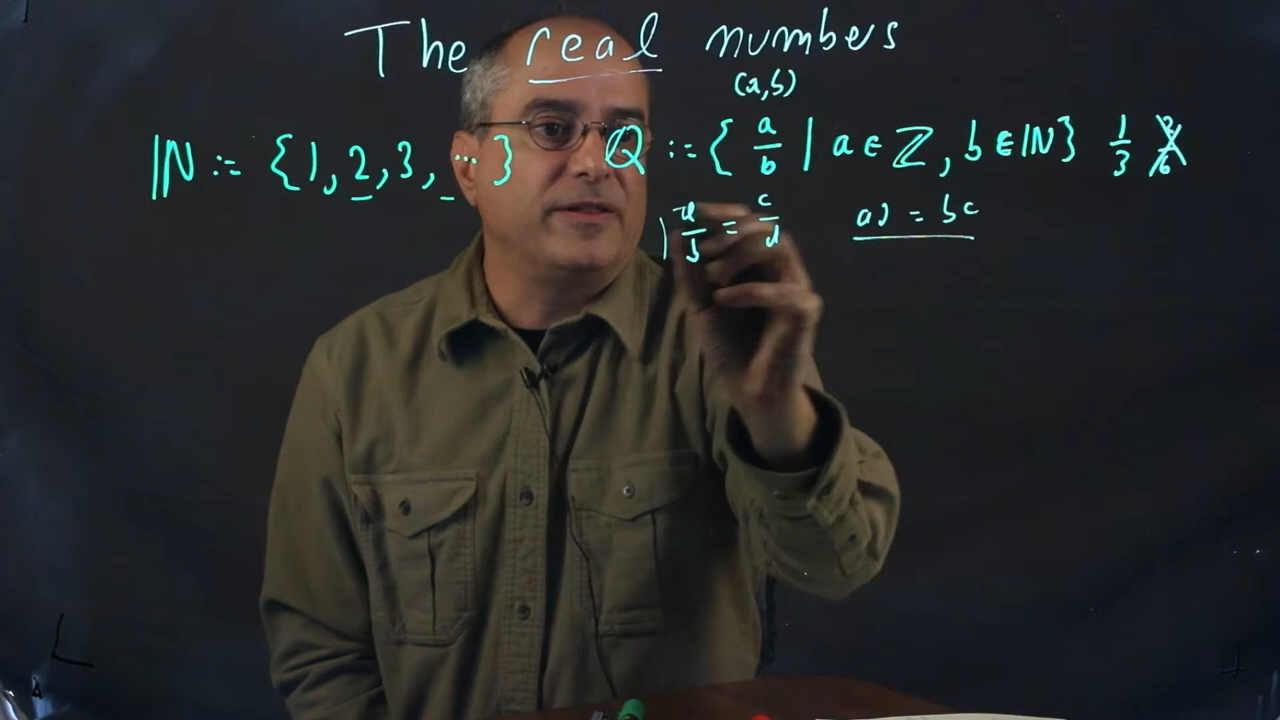 The real numbers
(a,b)
ℕ := {1, 2, 3, ... } ℚ := { a/b | a ∈ ℤ, b ∈ ℕ} 1/3 2/6
a/b = c/d ad = bc